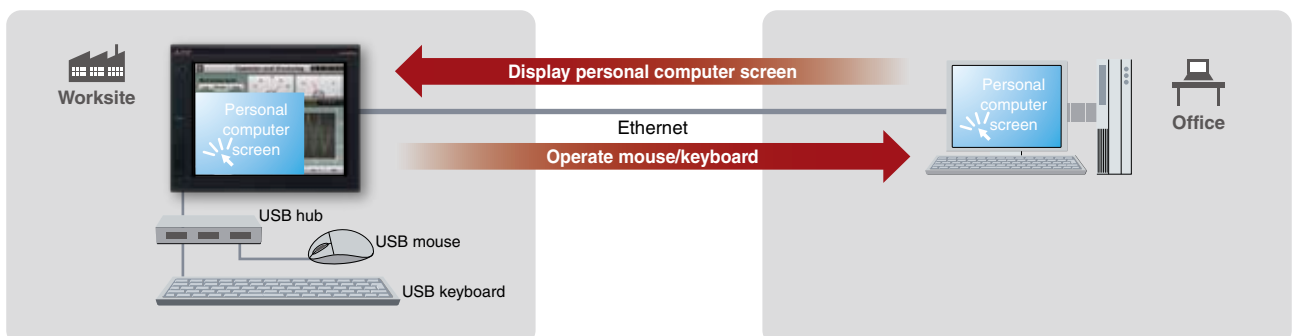 Worksite
Personal
computer
screen
Display personal computer screen
Ethernet
Operate mouse/keyboard
Personal
computer
screen
Office
USB hub
USB mouse
USB keyboard